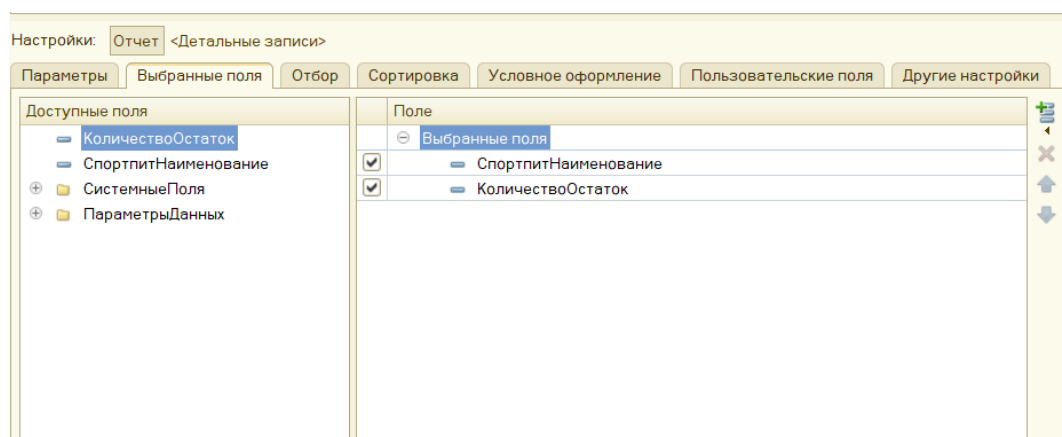 Настройки: Отчет <Детальные записи>
Параметры Выбранные поля Отбор Сортировка Условное оформление Пользовательские поля Другие настройки
Доступные поля
КоличествоОстаток
СпортпитНаименование
СистемныеПоля
ПараметрыДанных
Поле
Выбранные поля
СпортпитНаименование
КоличествоОстаток